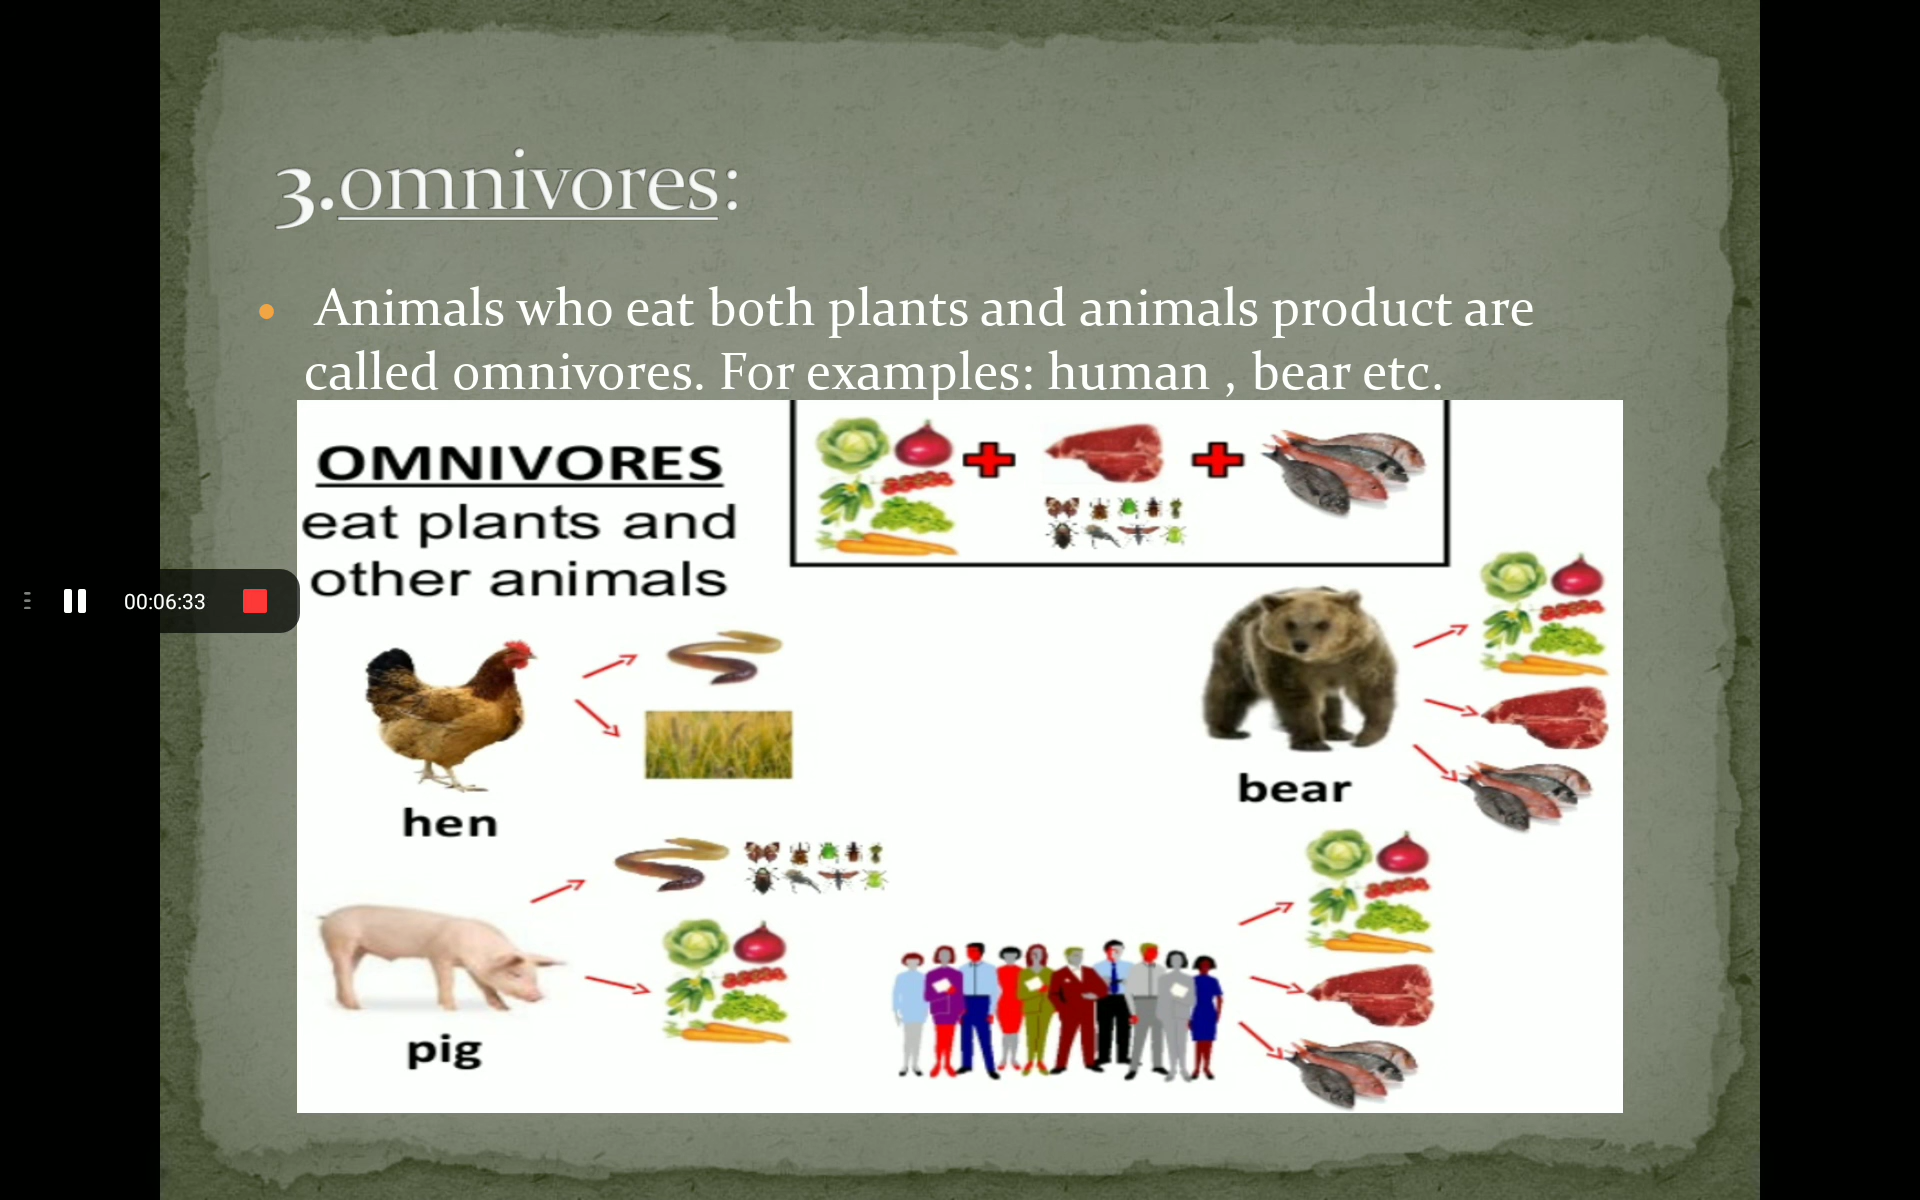 3.omnivores:
• Animals who eat both plants and animals product are
called omnivores. For examples: human , bear etc.
OMNIVORES
eat plants and
other animals
00:06:33
hen
bear
pig